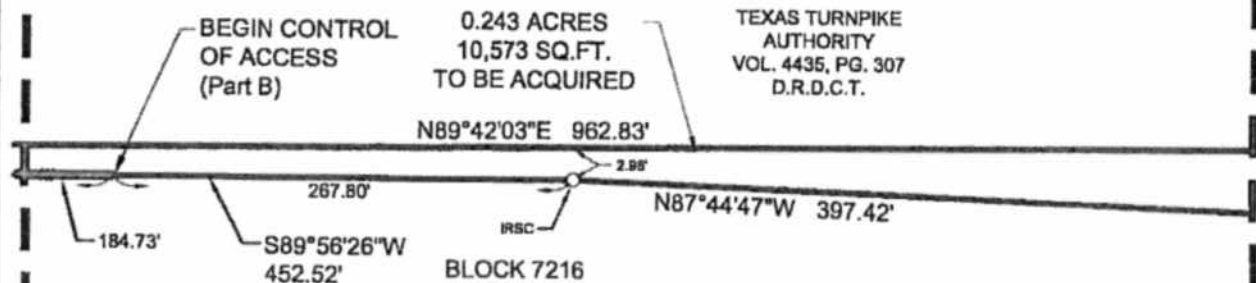 BEGIN CONTROL
OF ACCESS
(Part B)
0.243 ACRES
10,573 SQ.FT.
TO BE ACQUIRED
TEXAS TURNPIKE
AUTHORITY
VOL. 4435, PG. 307
D.R.D.C.T.
N89°42'03"E 962.83'
2.98'
267.80'
N87°44'47"W 397.42'
IRSC
184.73'
S89°56'26"W
452.52'
BLOCK 7216